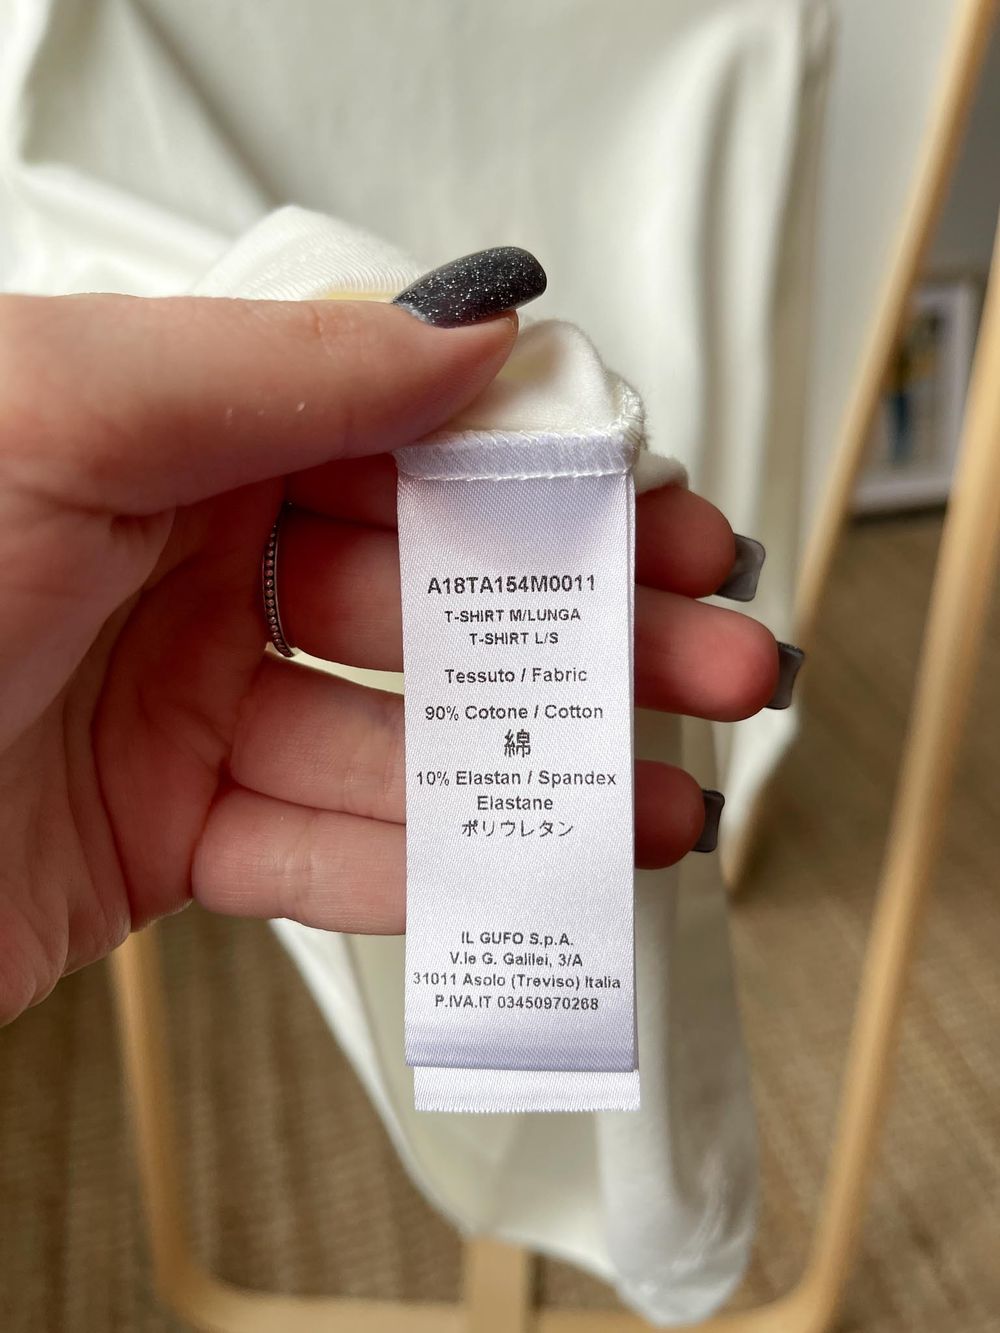 A18TA154M0011
T-SHIRT M/LUNGA
T-SHIRT L/S
Tessuto / Fabric
90% Cotone / Cotton
綿
10% Elastan / Spandex
Elastane
ポリウレタン
IL GUFO S.p.A.
V.le G. Galilei, 3/A
31011 Asolo (Treviso) Italia
P.IVA.IT 03450970268